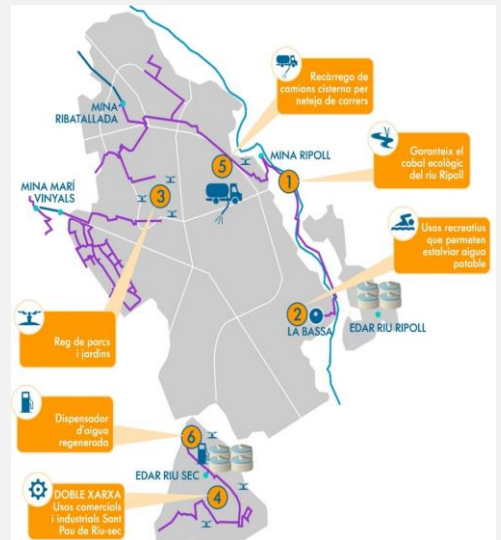 Recàrrega de
camions cisterna per
neteja de carrers
MINA
RIBATALLADA
5
MINA RIPOLL
Garanteix el
cabal ecològic
del riu Ripoll
1
MINA MARÍ
VINYALS
3
Usos recreatius
que permeten
estalviar aigua
potable
2
LA BASSA
EDAR RIU RIPOLL
Reg de parcs
i jardins
Dispensador
d'aigua
regenerada
6
EDAR RIU SEC
4
DOBLE XARXA
Usos comercials
i industrials Sant
Pau de Riu-sec